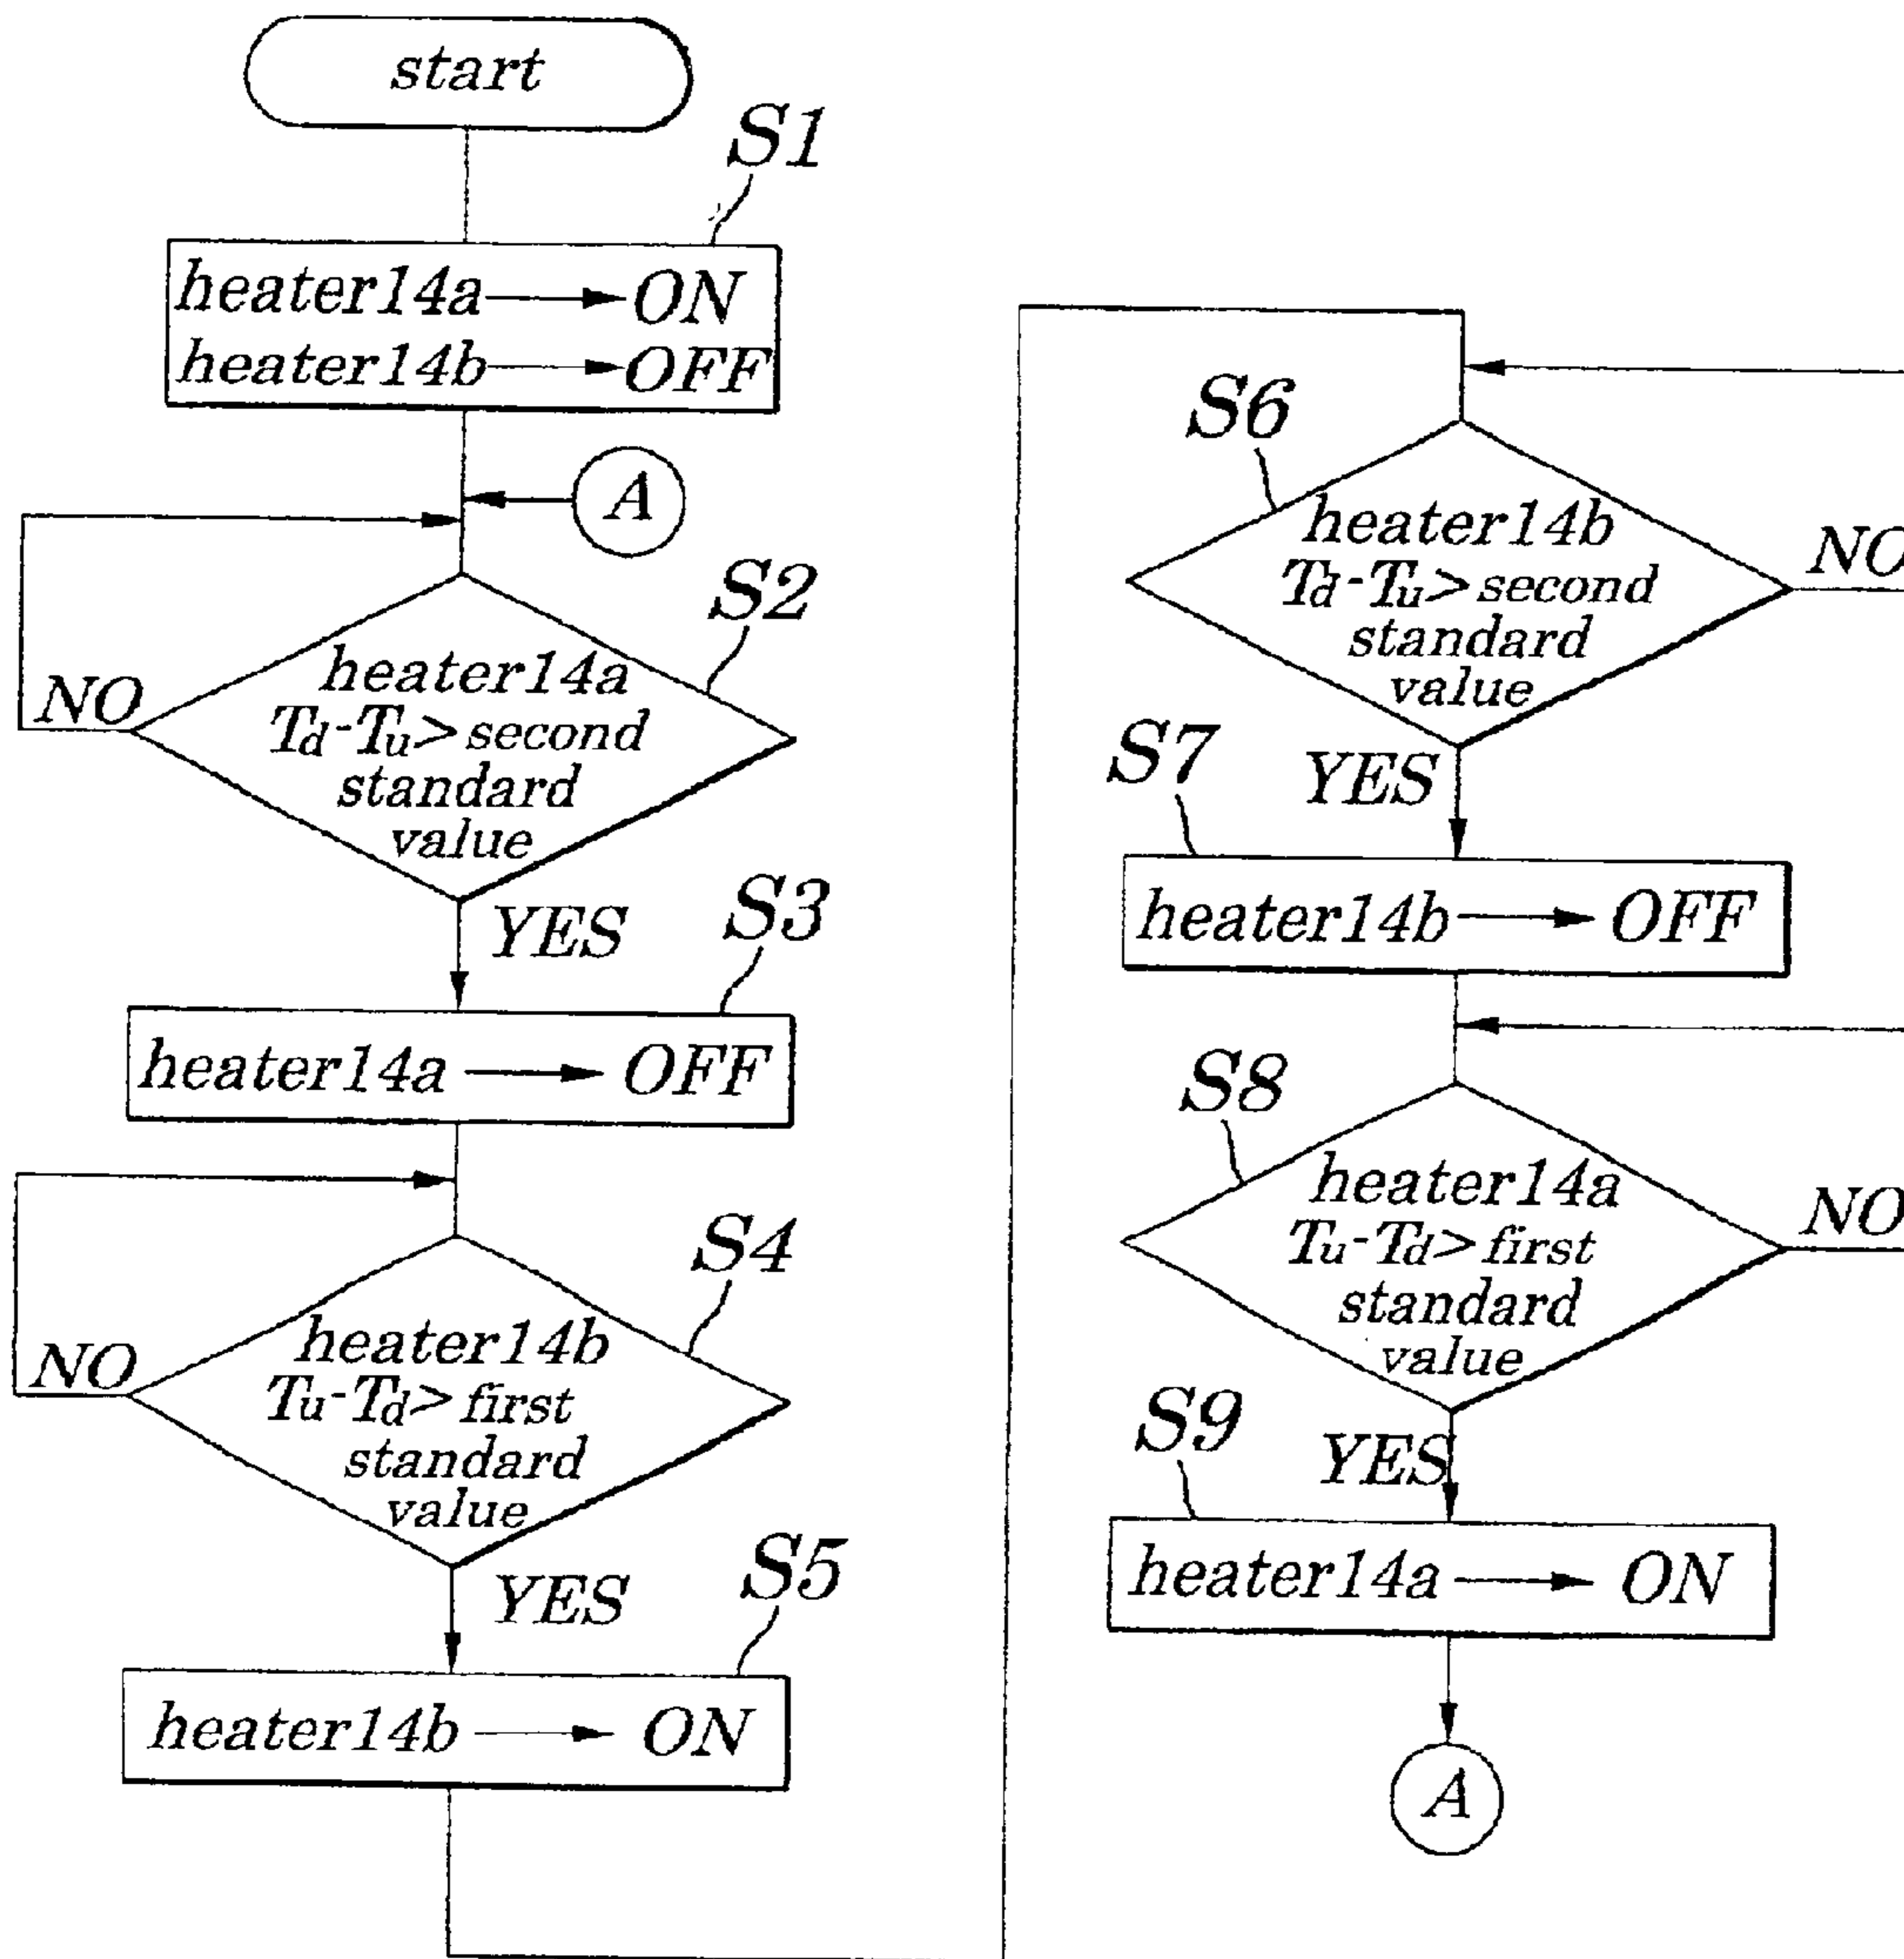 start
S1
heater14a → ON
heater14b → OFF
A
S2
heater14a
Td-Tu>second
standard
value
NO
YES
S3
heater14a → OFF
S4
heater14b
Tu-Td>first
standard
value
NO
YES
S5
heater14b → ON
S6
heater14b
Td-Tu>second
standard
value
NO
YES
S7
heater14b → OFF
S8
heater14a
Tu-Td>first
standard
value
NO
YES
S9
heater14a → ON
A